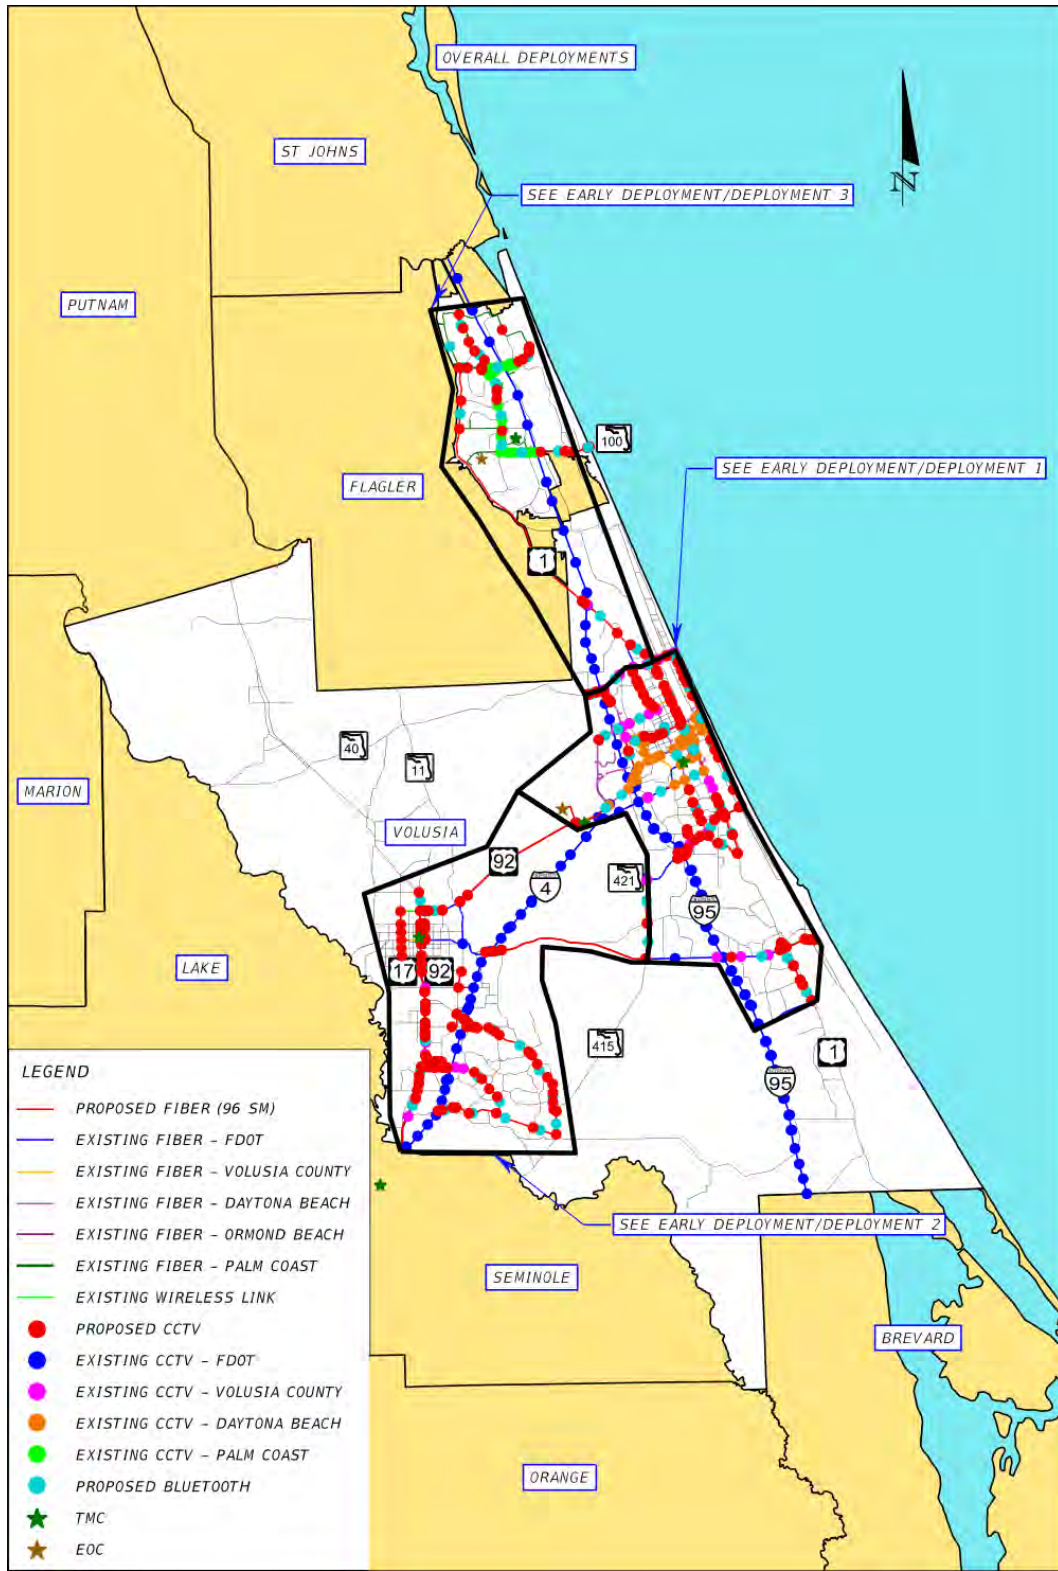 OVERALL DEPLOYMENTS
ST JOHNS
N
SEE EARLY DEPLOYMENT/DEPLOYMENT 3
PUTNAM
100
SEE EARLY DEPLOYMENT/DEPLOYMENT 1
FLAGLER
1
40
11
MARION
VOLUSIA
92
421
4
95
LAKE
17
92
415
1
95
LEGEND
PROPOSED FIBER (96 SM)
EXISTING FIBER - FDOT
EXISTING FIBER - VOLUSIA COUNTY
EXISTING FIBER - DAYTONA BEACH
EXISTING FIBER - ORMOND BEACH
EXISTING FIBER - PALM COAST
EXISTING WIRELESS LINK
PROPOSED CCTV
EXISTING CCTV - FDOT
EXISTING CCTV - VOLUSIA COUNTY
EXISTING CCTV - DAYTONA BEACH
EXISTING CCTV - PALM COAST
PROPOSED BLUETOOTH
TMC
EOC
SEE EARLY DEPLOYMENT/DEPLOYMENT 2
SEMINOLE
BREVARD
ORANGE